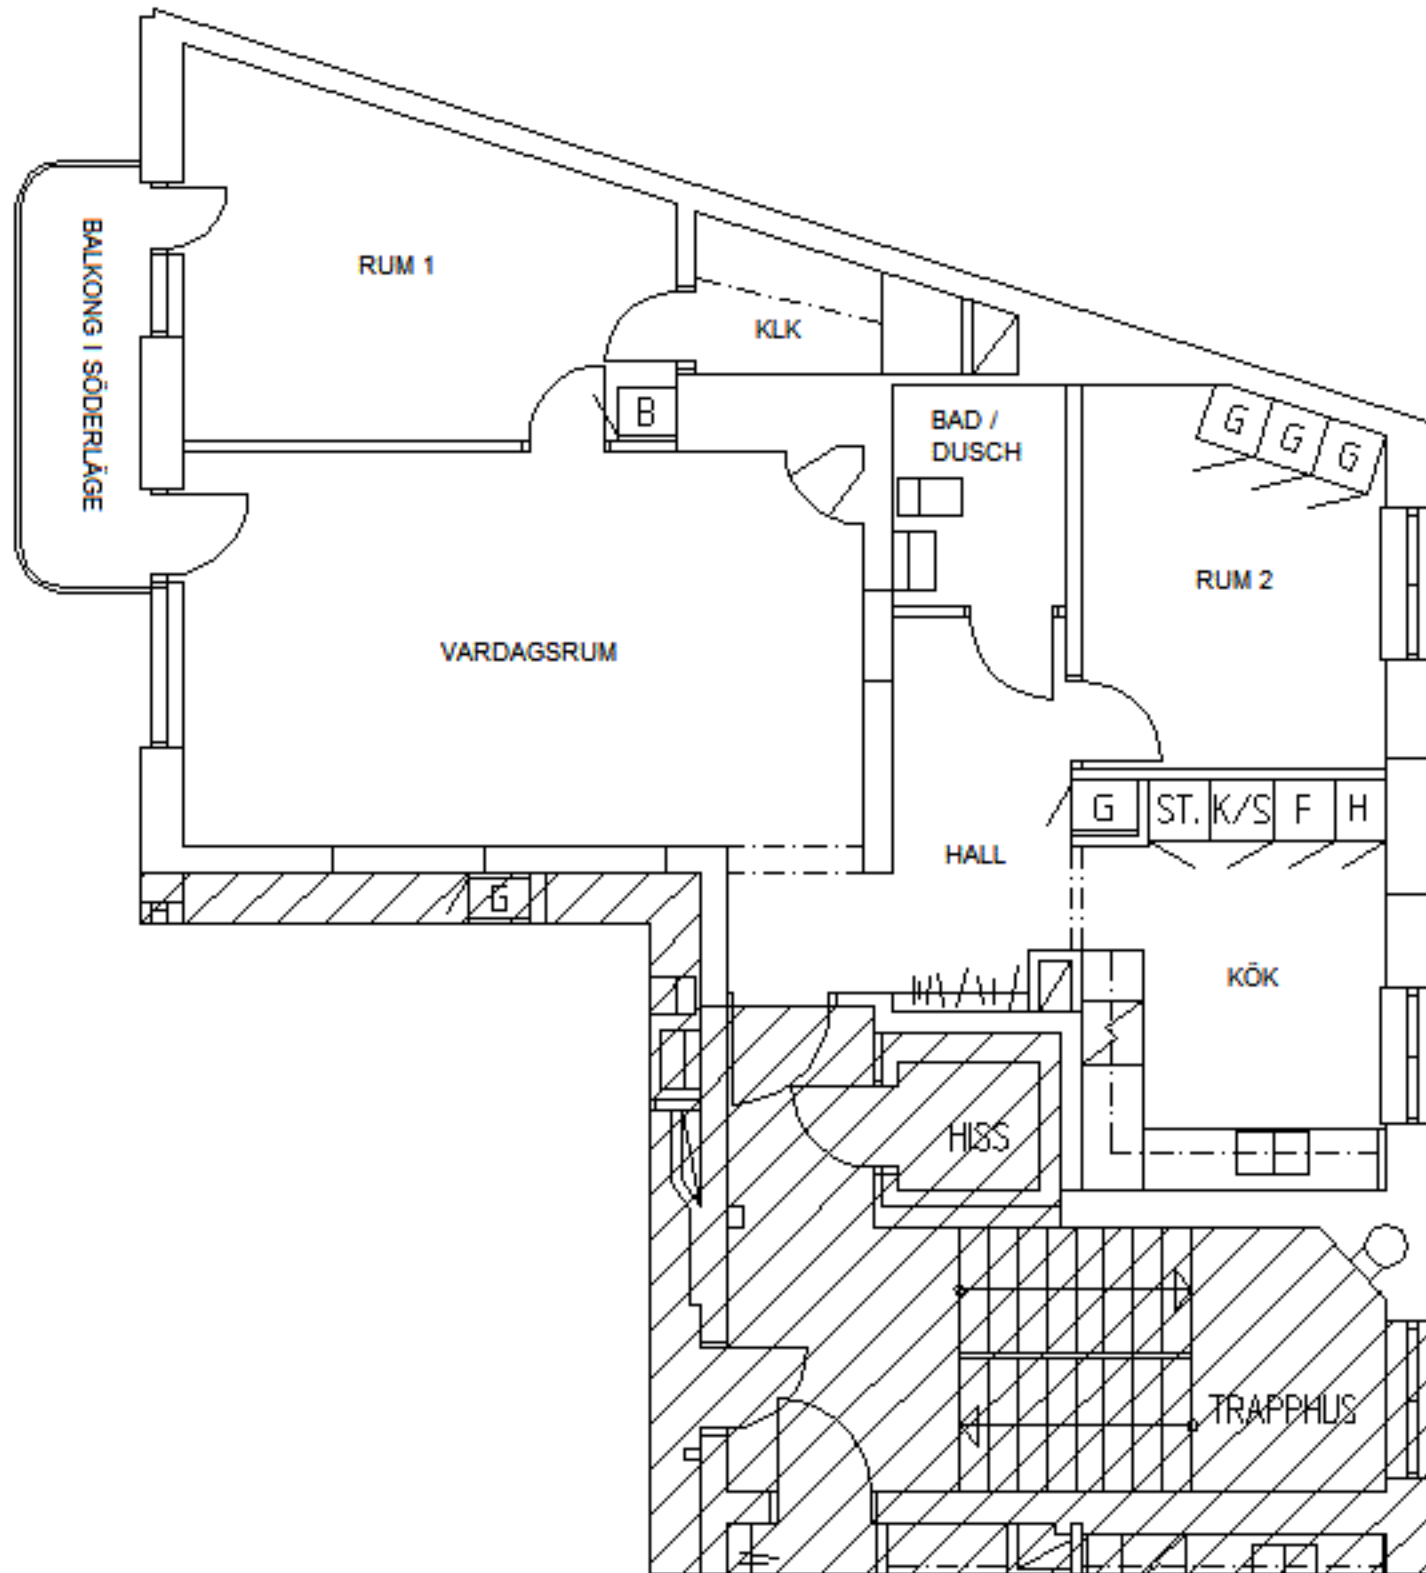 BALKONG I SÖDERLÄGE
RUM 1
KLK
B
BAD /
DUSCH
G
G
G
RUM 2
VARDAGSRUM
G
ST.
K/S
F
H
HALL
G
KÖK
HISS
TRAPPHUS